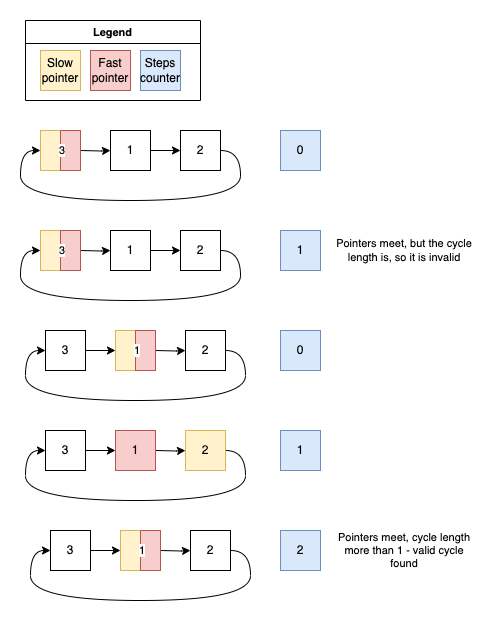 Legend
Slow
pointer
Fast
pointer
Steps
counter
3
1
2
0
3
1
2
1
Pointers meet, but the cycle
length is, so it is invalid
3
1
2
0
3
1
2
1
3
1
2
2
Pointers meet, cycle length
more than 1 - valid cycle
found